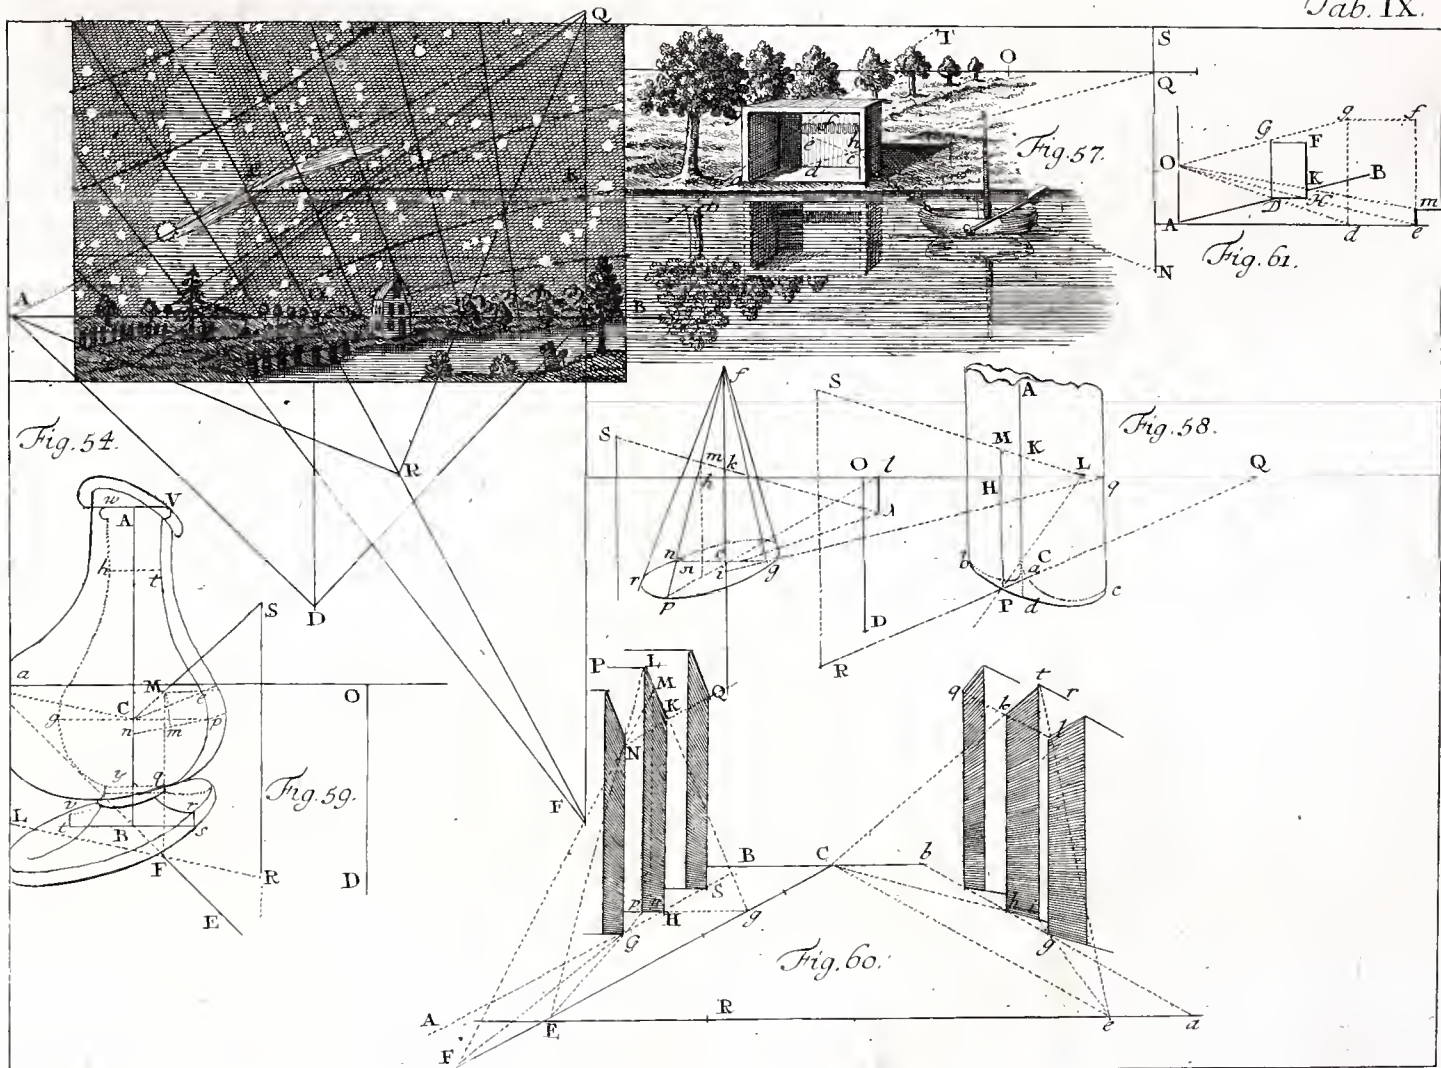 Tab. IX.
Q
T
O
S
Q
Fig. 57.
e
f
h
d
c
G
g
f
F
O
K
B
D
H
m
A
d
e
Fig. 61.
N
A
B
Fig. 54.
f
S
A
Fig. 58.
S
m
k
O
l
M
K
L
Q
R
h
H
q
w
V
A
n
c
b
C
r
i
g
a
c
h
t
p
P
d
S
D
D
R
a
M
O
P
L
M
K
Q
q
t
r
k
l
g
C
e
p
n
m
N
y
q
Fig. 59.
v
r
L
t
B
s
F
F
R
D
B
C
b
E
S
p
H
g
h
G
g
Fig. 60.
A
E
R
e
a
F